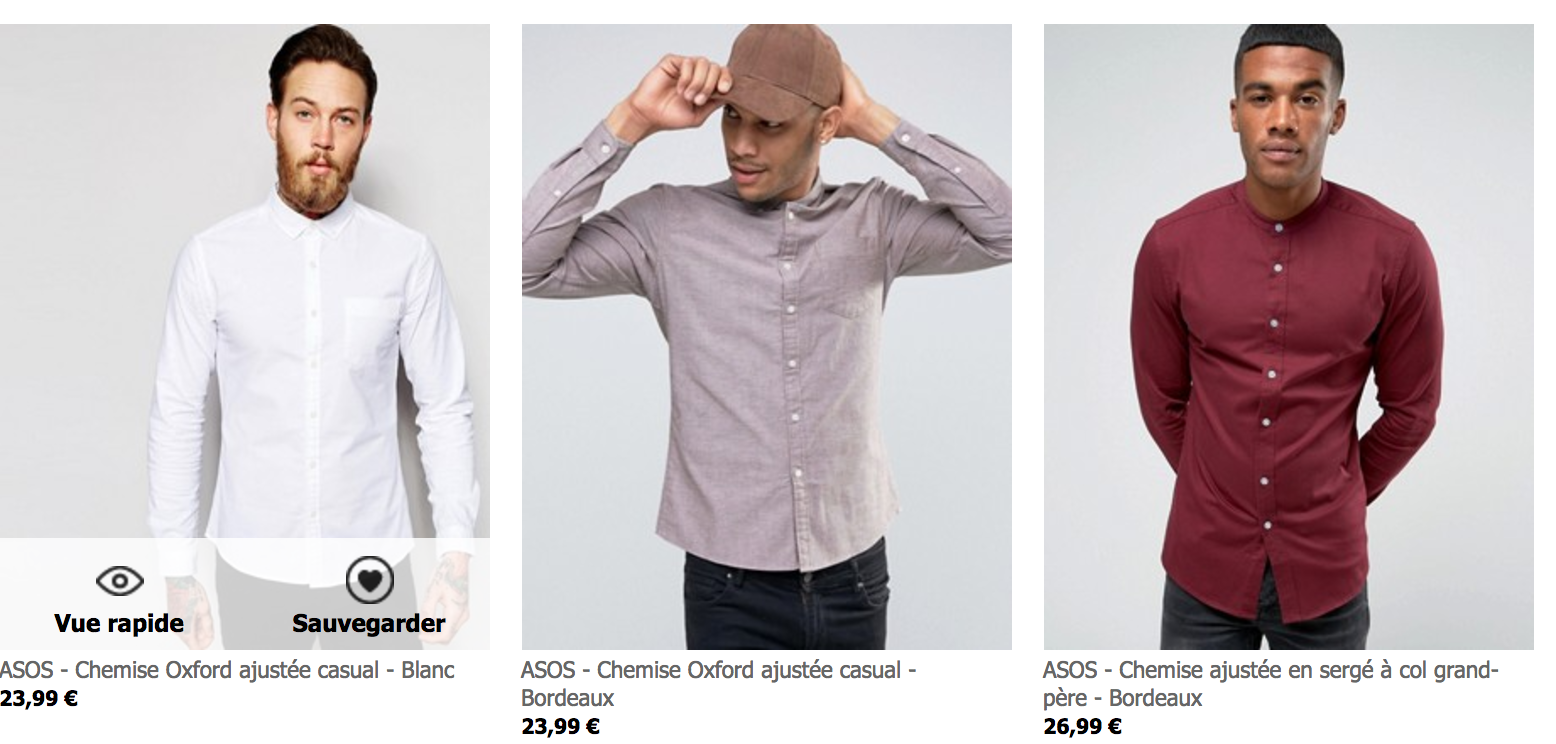 Vue rapide
Sauvegarder
ASOS - Chemise Oxford ajustée casual - Blanc
23,99 €
ASOS - Chemise Oxford ajustée casual -
Bordeaux
23,99 €
ASOS - Chemise ajustée en sergé à col grand-
père - Bordeaux
26,99 €